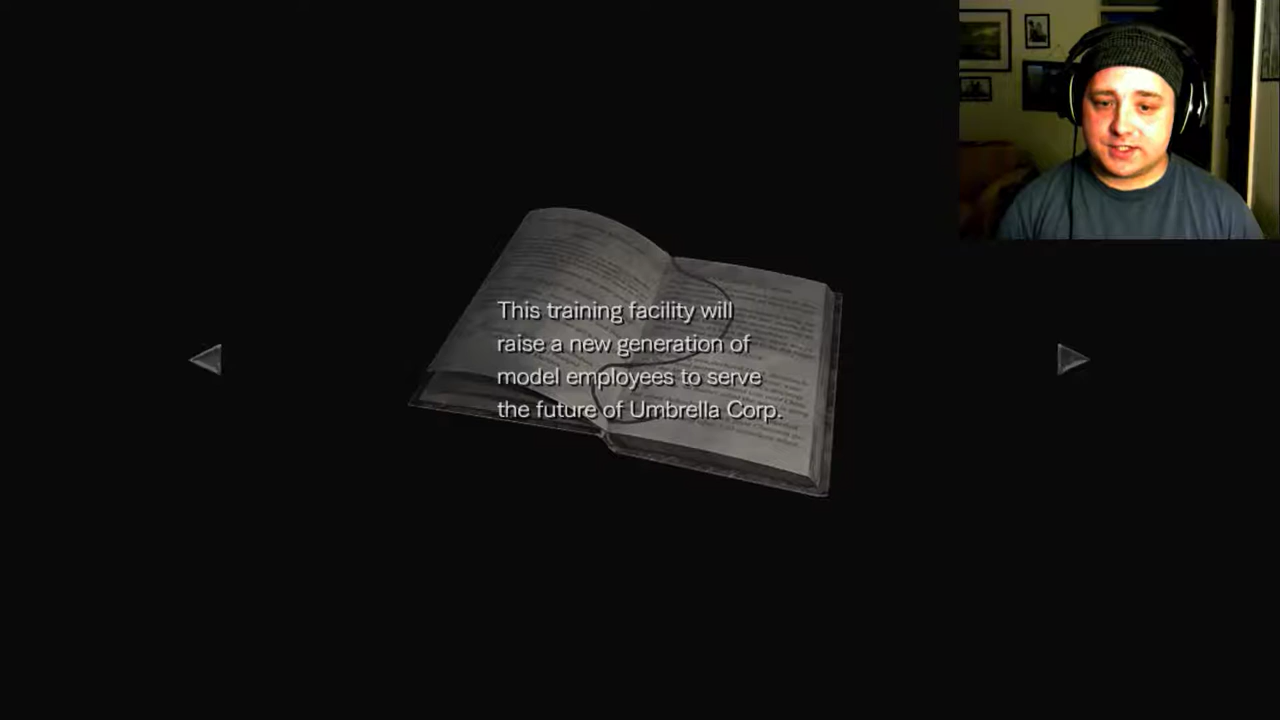 This training facility will
raise a new generation of
model employees to serve
the future of Umbrella Corp.